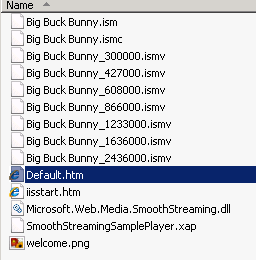 Name
Big Buck Bunny.ism
Big Buck Bunny.ismc
Big Buck Bunny_300000.ismv
Big Buck Bunny_427000.ismv
Big Buck Bunny_608000.ismv
Big Buck Bunny_866000.ismv
Big Buck Bunny_1233000.ismv
Big Buck Bunny_1636000.ismv
Big Buck Bunny_2436000.ismv
Default.htm
iisstart.htm
Microsoft.Web.Media.SmoothStreaming.dll
SmoothStreamingSamplePlayer.xap
welcome.png